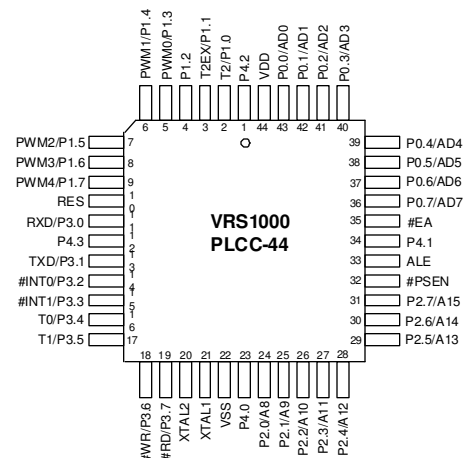 PWM1/P1.4
PWM0/P1.3
P1.2
T2EX/P1.1
T2/P1.0
P4.2
VDD
P0.0/AD0
P0.1/AD1
P0.2/AD2
P0.3/AD3
6 5 4 3 2 1 44 43 42 41 40
PWM2/P1.5 7
PWM3/P1.6 8
PWM4/P1.7 9
RES 10
RXD/P3.0 11
P4.3 12
TXD/P3.1 13
#INT0/P3.2 14
#INT1/P3.3 15
T0/P3.4 16
T1/P3.5 17
VRS1000
PLCC-44
39 P0.4/AD4
38 P0.5/AD5
37 P0.6/AD6
36 P0.7/AD7
35 #EA
34 P4.1
33 ALE
32 #PSEN
31 P2.7/A15
30 P2.6/A14
29 P2.5/A13
18 19 20 21 22 23 24 25 26 27 28
#WR/P3.6
#RD/P3.7
XTAL2
XTAL1
VSS
P4.0
P2.0/A8
P2.1/A9
P2.2/A10
P2.3/A11
P2.4/A12